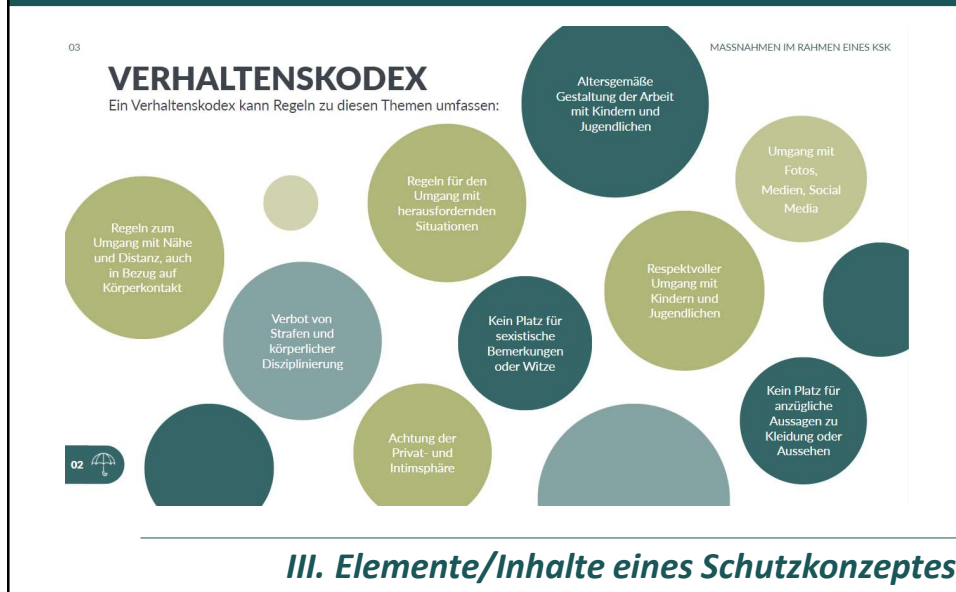 03
MASSNAHMEN IM RAHMEN EINES KSK
VERHALTENSKODEX
Ein Verhaltenskodex kann Regeln zu diesen Themen umfassen:
Altersgemäße
Gestaltung der Arbeit
mit Kindern und
Jugendlichen
Umgang mit
Fotos,
Medien, Social
Media
Regeln für den
Umgang mit
herausfordernden
Situationen
Regeln zum
Umgang mit Nähe
und Distanz, auch
in Bezug auf
Körperkontakt
Respektvoller
Umgang mit
Kindern und
Jugendlichen
Verbot von
Strafen und
körperlicher
Disziplinierung
Kein Platz für
sexistische
Bemerkungen
oder Witze
Kein Platz für
anzügliche
Aussagen zu
Kleidung oder
Aussehen
Achtung der
Privat- und
Intimsphäre
02
III. Elemente/Inhalte eines Schutzkonzeptes